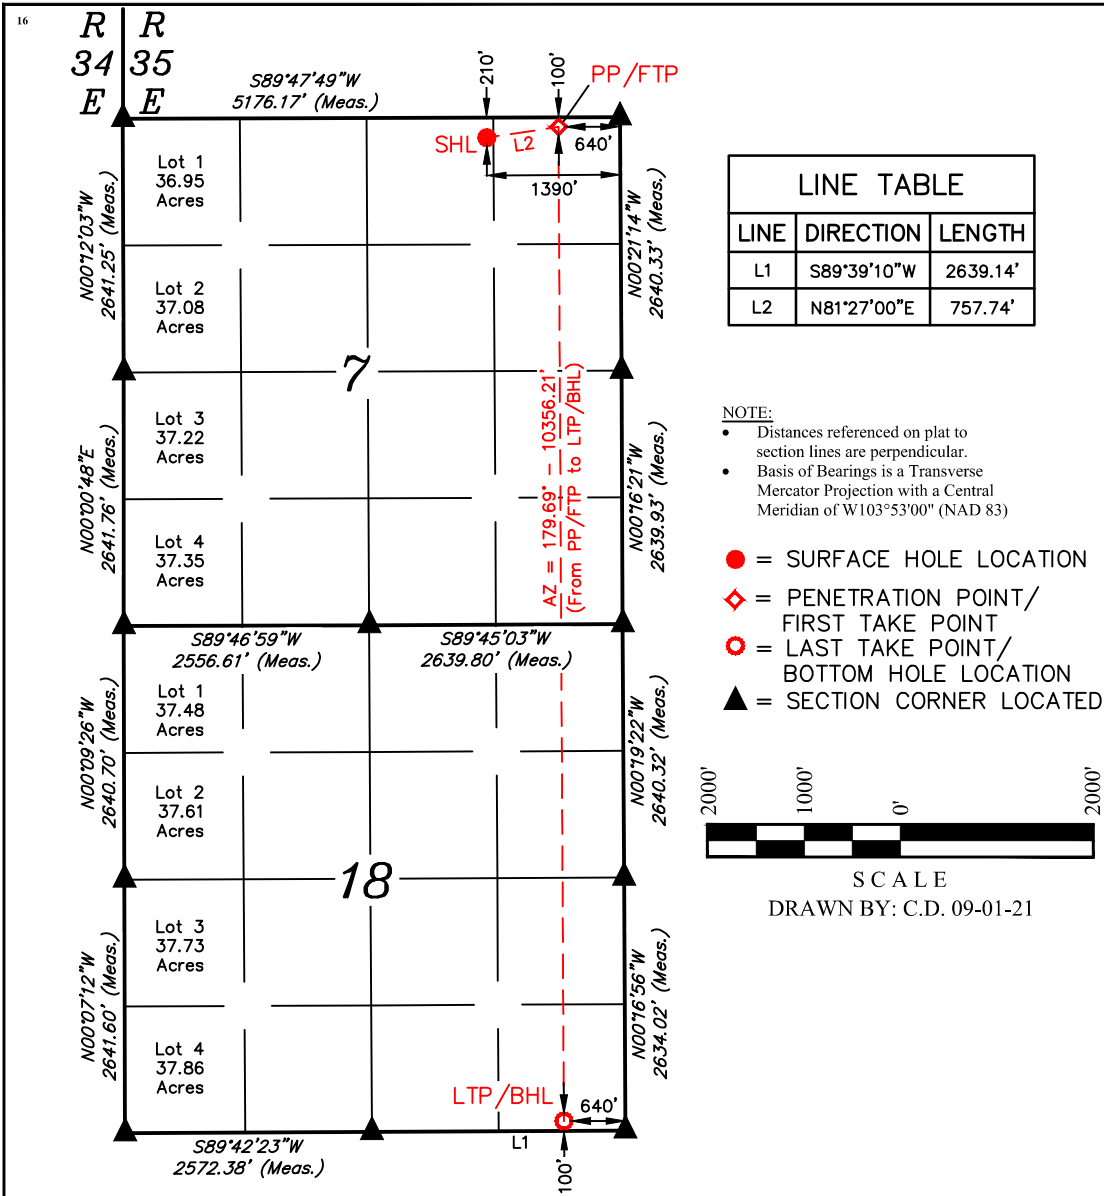 16
R R
34 35
E E
S89°47'49"W
5176.17' (Meas.)
210'
100'
PP/FTP
SHL
L2
640'
1390'
Lot 1
36.95
Acres
N00°12'03"W
2641.25' (Meas.)
N00°21'14"W
2640.33' (Meas.)
Lot 2
37.08
Acres
7
Lot 3
37.22
Acres
N00°00'48"E
2641.76' (Meas.)
AZ = 179.69° - 10356.21'
(From PP/FTP to LTP/BHL)
N00°16'21"W
2639.93' (Meas.)
Lot 4
37.35
Acres
S89°46'59"W
2556.61' (Meas.)
S89°45'03"W
2639.80' (Meas.)
Lot 1
37.48
Acres
N00°09'26"W
2640.70' (Meas.)
N00°19'22"W
2640.32' (Meas.)
Lot 2
37.61
Acres
18
Lot 3
37.73
Acres
N00°07'12"W
2641.60' (Meas.)
N00°16'56"W
2634.02' (Meas.)
Lot 4
37.86
Acres
LTP/BHL
640'
S89°42'23"W
2572.38' (Meas.)
L1
100'
LINE TABLE
LINE DIRECTION LENGTH
L1 S89°39'10"W 2639.14'
L2 N81°27'00"E 757.74'
NOTE:
• Distances referenced on plat to
section lines are perpendicular.
• Basis of Bearings is a Transverse
Mercator Projection with a Central
Meridian of W103°53'00" (NAD 83)
= SURFACE HOLE LOCATION
= PENETRATION POINT/
FIRST TAKE POINT
= LAST TAKE POINT/
BOTTOM HOLE LOCATION
= SECTION CORNER LOCATED
2000' 1000' 0' 2000'
SCALE
DRAWN BY: C.D. 09-01-21